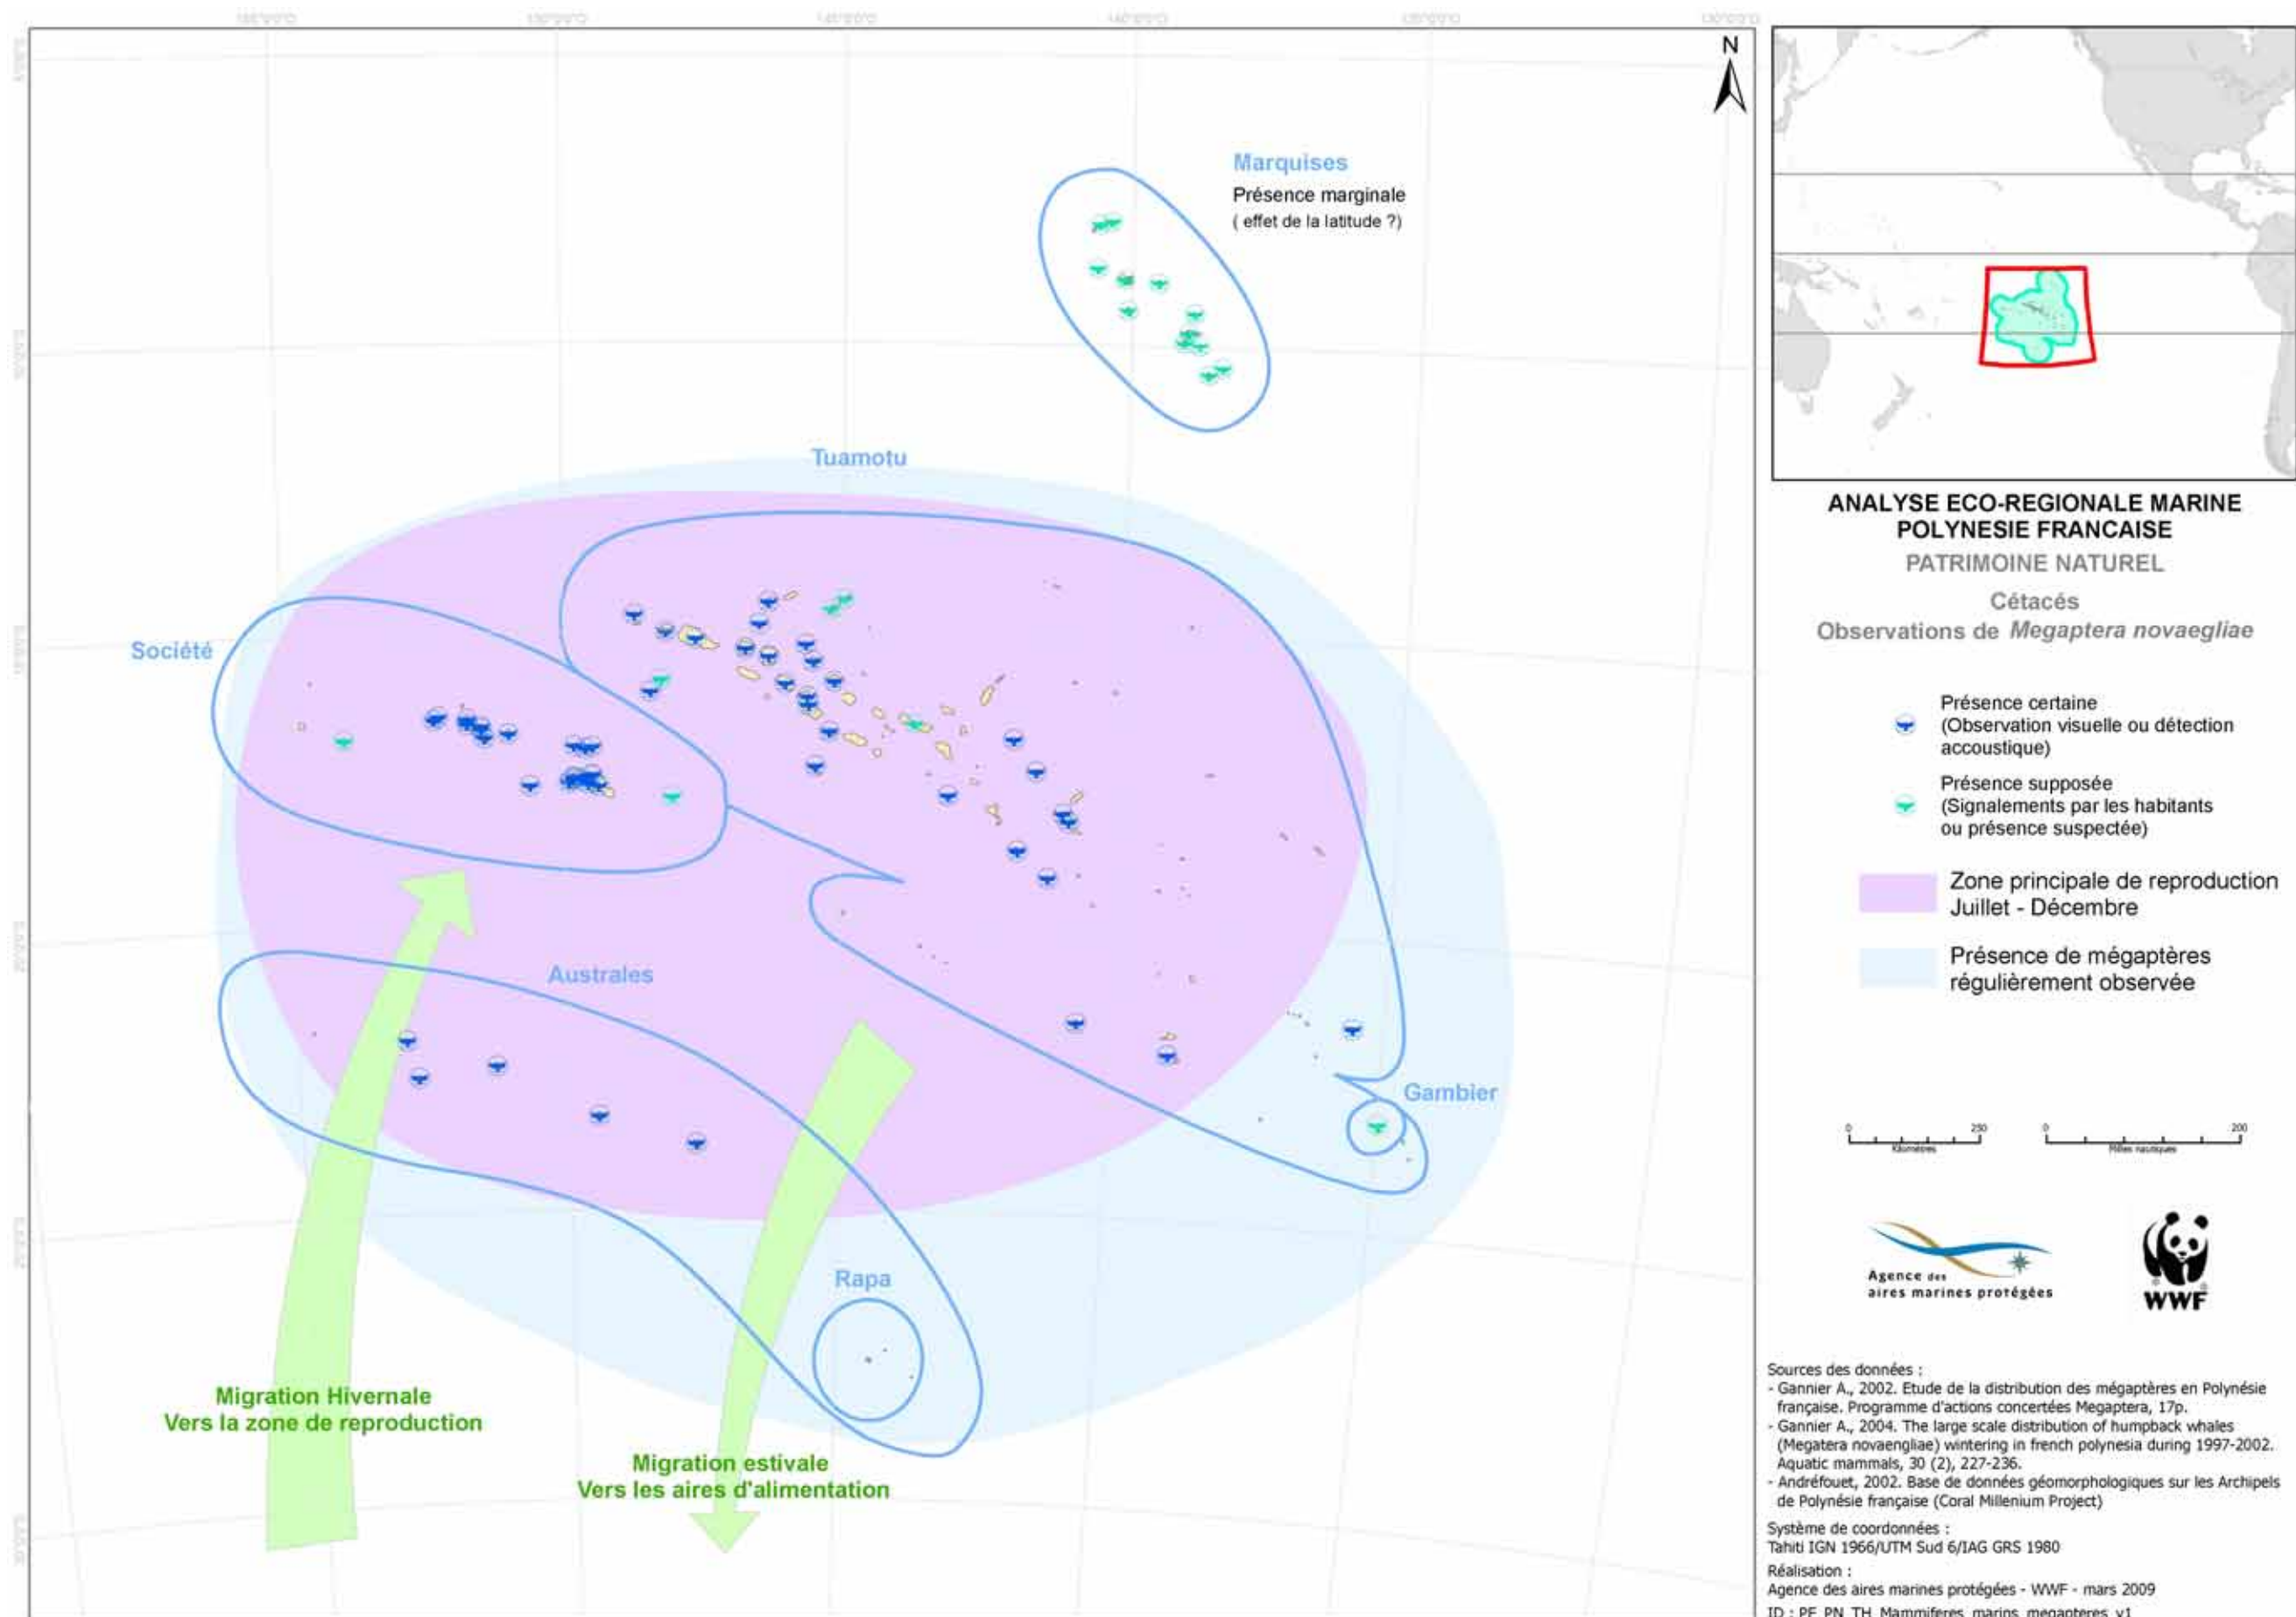 N
Marquises
Présence marginale
( effet de la latitude ?)
Tuamotu
Société
Australes
Gambier
Rapa
Migration Hivernale
Vers la zone de reproduction
Migration estivale
Vers les aires d'alimentation
ANALYSE ECO-REGIONALE MARINE
POLYNESIE FRANCAISE
PATRIMOINE NATUREL
Cétacés
Observations de Megaptera novaegliae
Présence certaine
(Observation visuelle ou détection
accoustique)
Présence supposée
(Signalements par les habitants
ou présence suspectée)
Zone principale de reproduction
Juillet - Décembre
Présence de mégaptères
régulièrement observée
0 250
Kilomètres
0 200
Milles nautiques
Agence des
aires marines protégées
WWF
Sources des données :
- Gannier A., 2002. Etude de la distribution des mégaptères en Polynésie
française. Programme d'actions concertées Megaptera, 17p.
- Gannier A., 2004. The large scale distribution of humpback whales
(Megatera novaengliae) wintering in french polynesia during 1997-2002.
Aquatic mammals, 30 (2), 227-236.
- Andréfouet, 2002. Base de données géomorphologiques sur les Archipels
de Polynésie française (Coral Millenium Project)
Système de coordonnées :
Tahiti IGN 1966/UTM Sud 6/IAG GRS 1980
Réalisation :
Agence des aires marines protégées - WWF - mars 2009
ID : PF_PN_TH_Mammiferes_marins_megapteres_v1